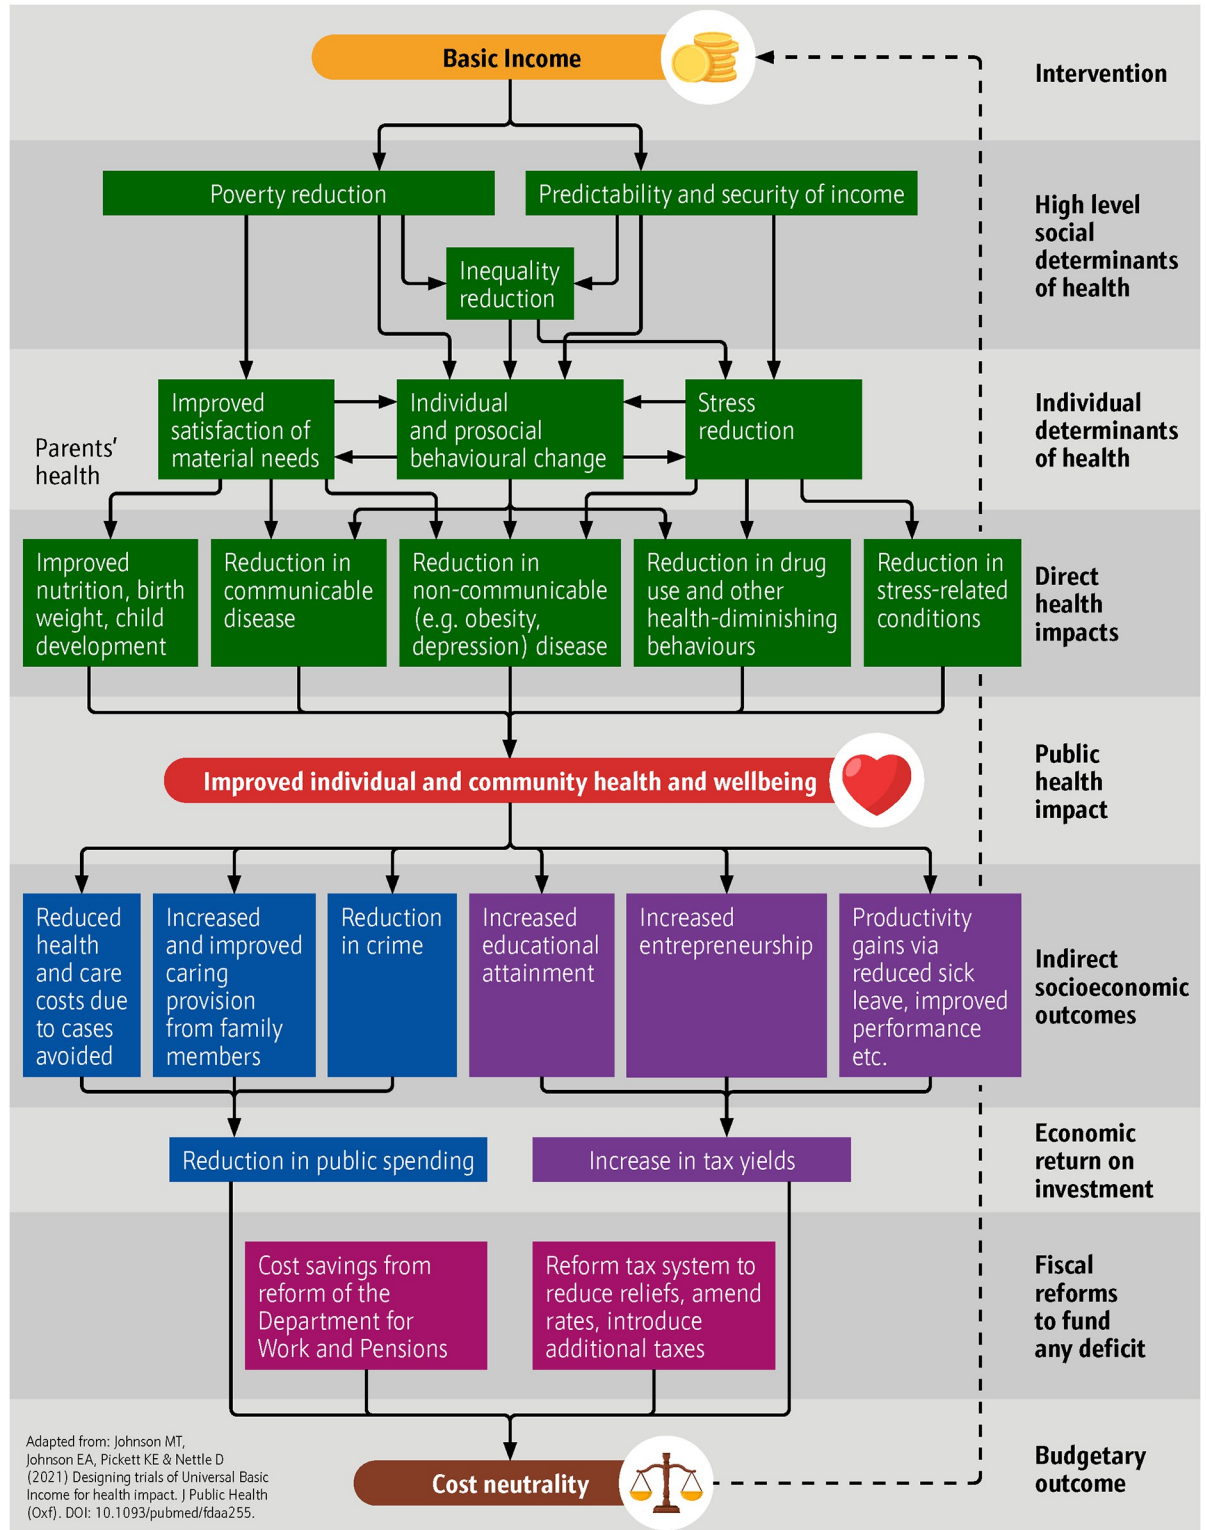 Basic Income
Intervention
Poverty reduction
Predictability and security of income
Inequality
reduction
High level
social
determinants
of health
Improved
satisfaction of
material needs
Individual
and prosocial
behavioural change
Stress
reduction
Individual
determinants
of health
Parents’
health
Improved
nutrition, birth
weight, child
development
Reduction in
communicable
disease
Reduction in
non-communicable
(e.g. obesity,
depression) disease
Reduction in drug
use and other
health-diminishing
behaviours
Reduction in
stress-related
conditions
Direct
health
impacts
Improved individual and community health and wellbeing
Public
health
impact
Reduced
health
and care
costs due
to cases
avoided
Increased
and improved
caring
provision
from family
members
Reduction
in crime
Increased
educational
attainment
Increased
entrepreneurship
Productivity
gains via
reduced sick
leave, improved
performance
etc.
Indirect
socioeconomic
outcomes
Reduction in public spending
Increase in tax yields
Economic
return on
investment
Cost savings from
reform of the
Department for
Work and Pensions
Reform tax system to
reduce reliefs, amend
rates, introduce
additional taxes
Fiscal
reforms
to fund
any deficit
Adapted from: Johnson MT,
Johnson EA, Pickett KE & Nettle D
(2021) Designing trials of Universal Basic
Income for health impact. J Public Health
(Oxf). DOI: 10.1093/pubmed/fdaa255.
Cost neutrality
Budgetary
outcome